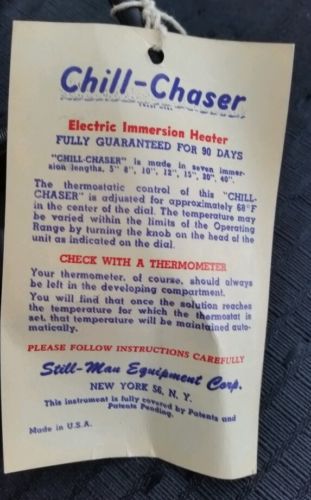 Chill-Chaser
Electric Immersion Heater
FULLY GUARANTEED FOR 90 DAYS
"CHILL-CHASER" is made in seven immer-
sion lengths, 5" 8", 10", 12", 15", 20", 40".
The thermostatic control of this "CHILL-
CHASER" is adjusted for approximately 68°F
in the center of the dial. The temperature may
be varied within the limits of the Operating
Range by turning the knob on the head of the
unit as indicated on the dial.
CHECK WITH A THERMOMETER
Your thermometer, of course, should always
be left in the developing compartment.
You will find that once the solution reaches
the temperature for which the thermostat is
set, that temperature will be maintained auto-
matically.
PLEASE FOLLOW INSTRUCTIONS CAREFULLY
Still-Man Equipment Corp.
NEW YORK 56, N. Y.
This instrument is fully covered by Patents and
Patents Pending.
Made in U.S.A.